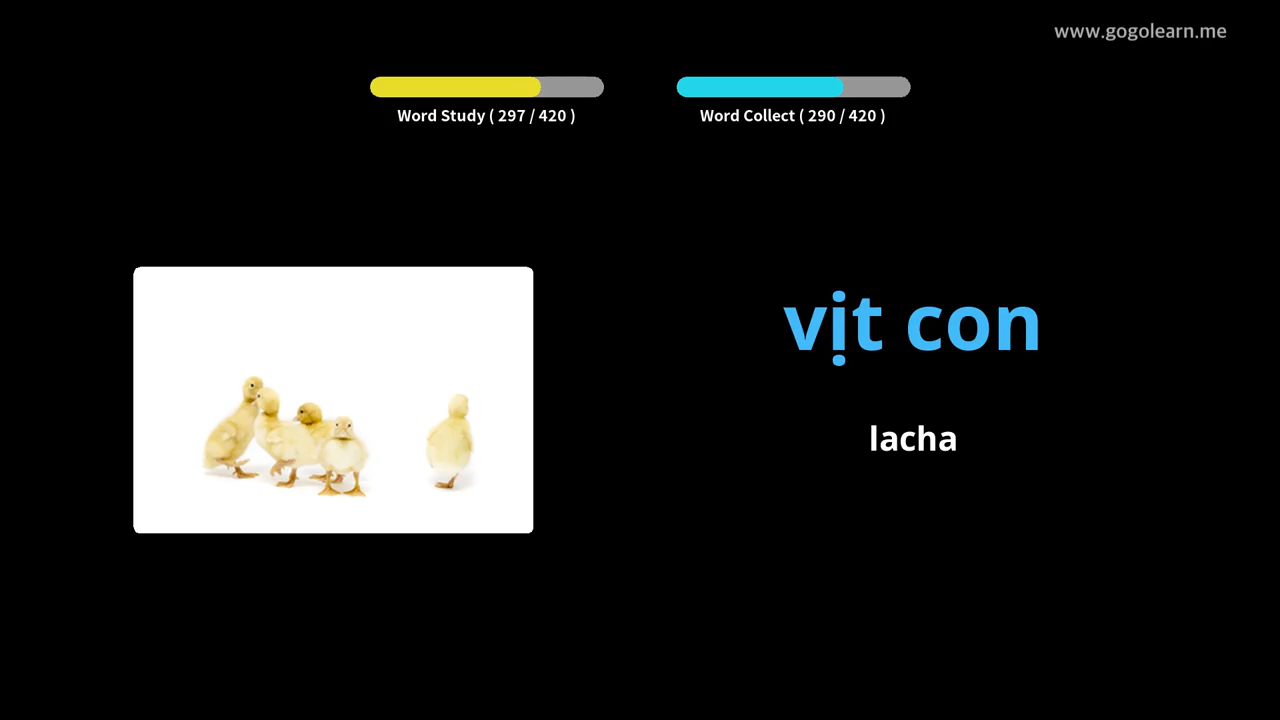 www.gogolearn.me
Word Study ( 297 / 420 )
Word Collect ( 290 / 420 )
vịt con
lacha